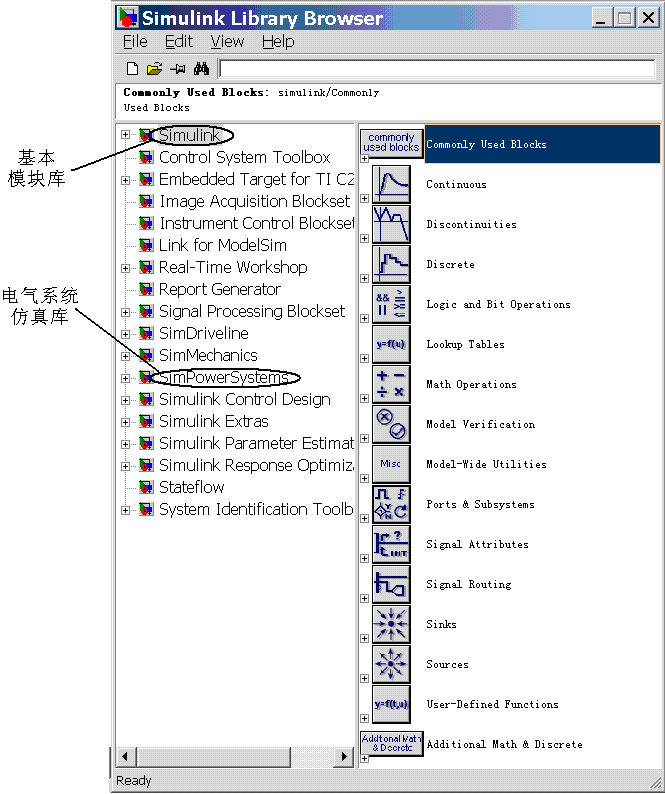 Simulink Library Browser
File Edit View Help
Commonly Used Blocks: simulink/Commonly
Used Blocks
基本
模块库
电气系统
仿真库
Simulink
Control System Toolbox
Embedded Target for TI C2
Image Acquisition Blockset
Instrument Control Blockset
Link for ModelSim
Real-Time Workshop
Report Generator
Signal Processing Blockset
SimDriveline
SimMechanics
SimPowerSystems
Simulink Control Design
Simulink Extras
Simulink Parameter Estimat
Simulink Response Optimiza
Stateflow
System Identification Toolb
commonly
used blocks
Commonly Used Blocks
Continuous
Discontinuities
Discrete
Logic and Bit Operations
y=f(u)
Lookup Tables
Math Operations
Model Verification
Misc
Model-Wide Utilities
Ports & Subsystems
Signal Attributes
Signal Routing
Sinks
Sources
y=f(t,u)
User-Defined Functions
Additional Math
& Discrete
Additional Math & Discrete
Ready